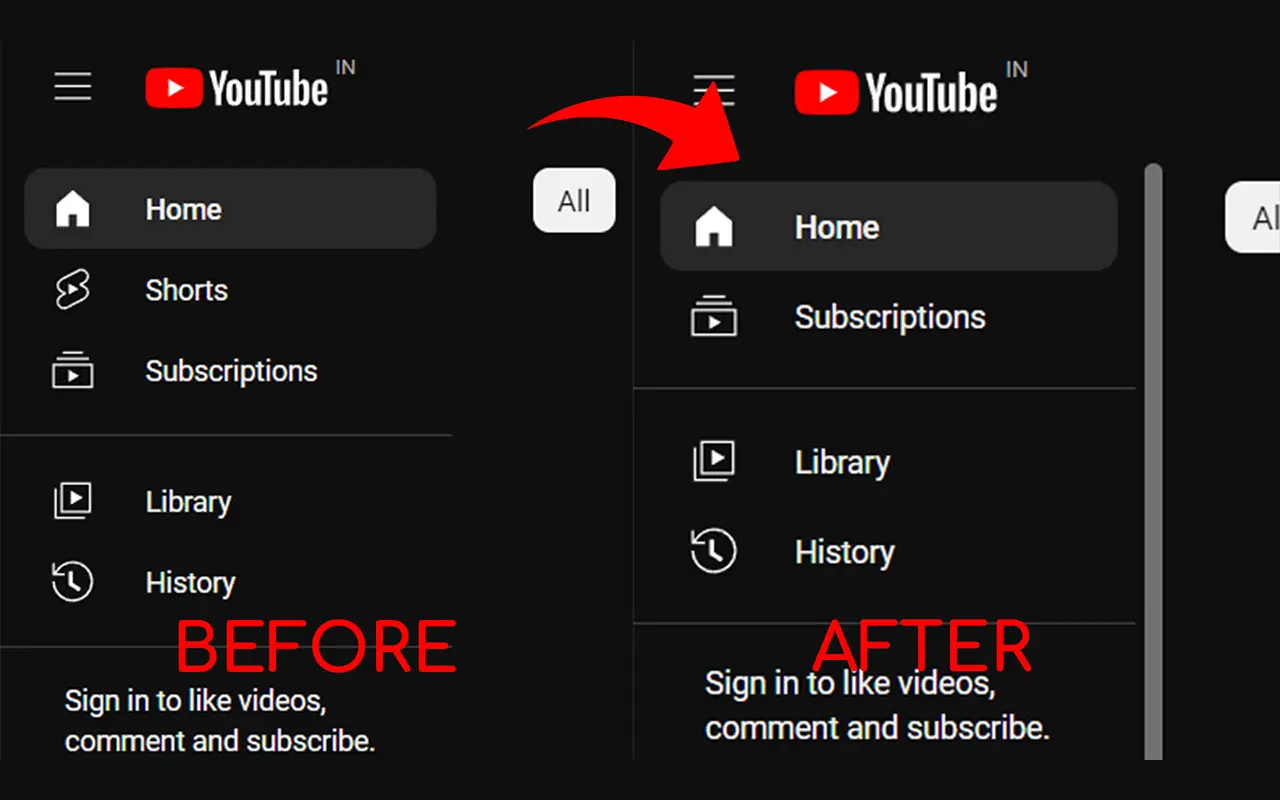 YouTube IN
Home
All
Shorts
Subscriptions
Library
History
BEFORE
Sign in to like videos,
comment and subscribe.
YouTube IN
Home
Al
Subscriptions
Library
History
AFTER
Sign in to like videos,
comment and subscribe.